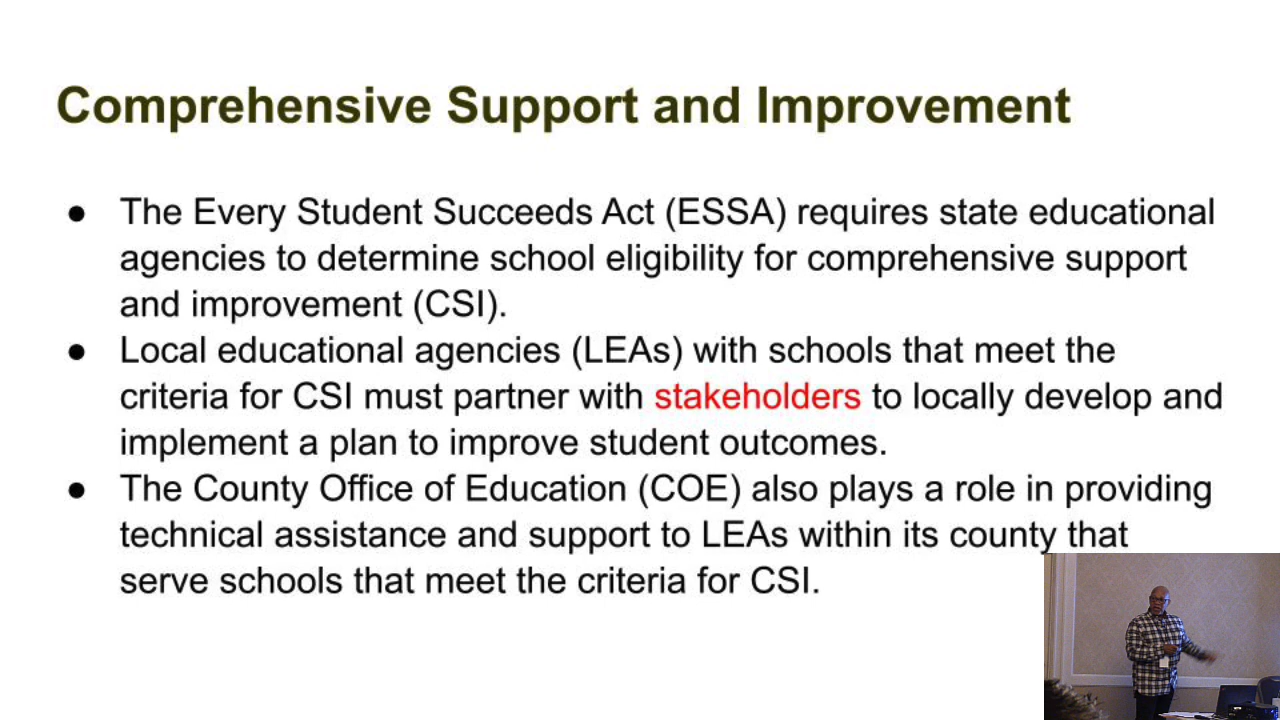 Comprehensive Support and Improvement
● The Every Student Succeeds Act (ESSA) requires state educational
agencies to determine school eligibility for comprehensive support
and improvement (CSI).
● Local educational agencies (LEAs) with schools that meet the
criteria for CSI must partner with stakeholders to locally develop and
implement a plan to improve student outcomes.
● The County Office of Education (COE) also plays a role in providing
technical assistance and support to LEAs within its county that
serve schools that meet the criteria for CSI.